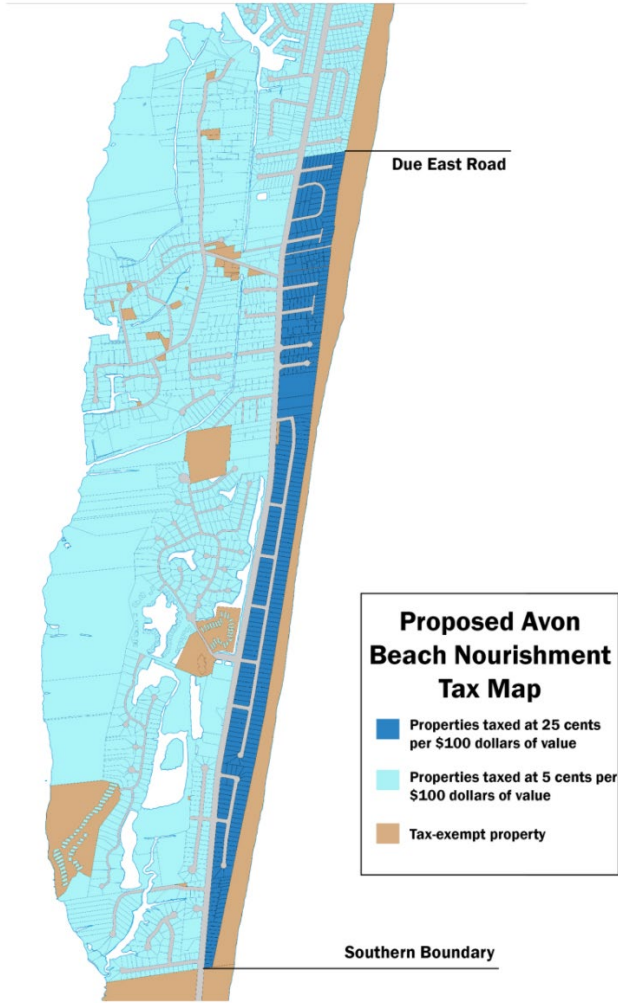 Due East Road
Proposed Avon
Beach Nourishment
Tax Map
Properties taxed at 25 cents
per $100 dollars of value
Properties taxed at 5 cents per
$100 dollars of value
Tax-exempt property
Southern Boundary